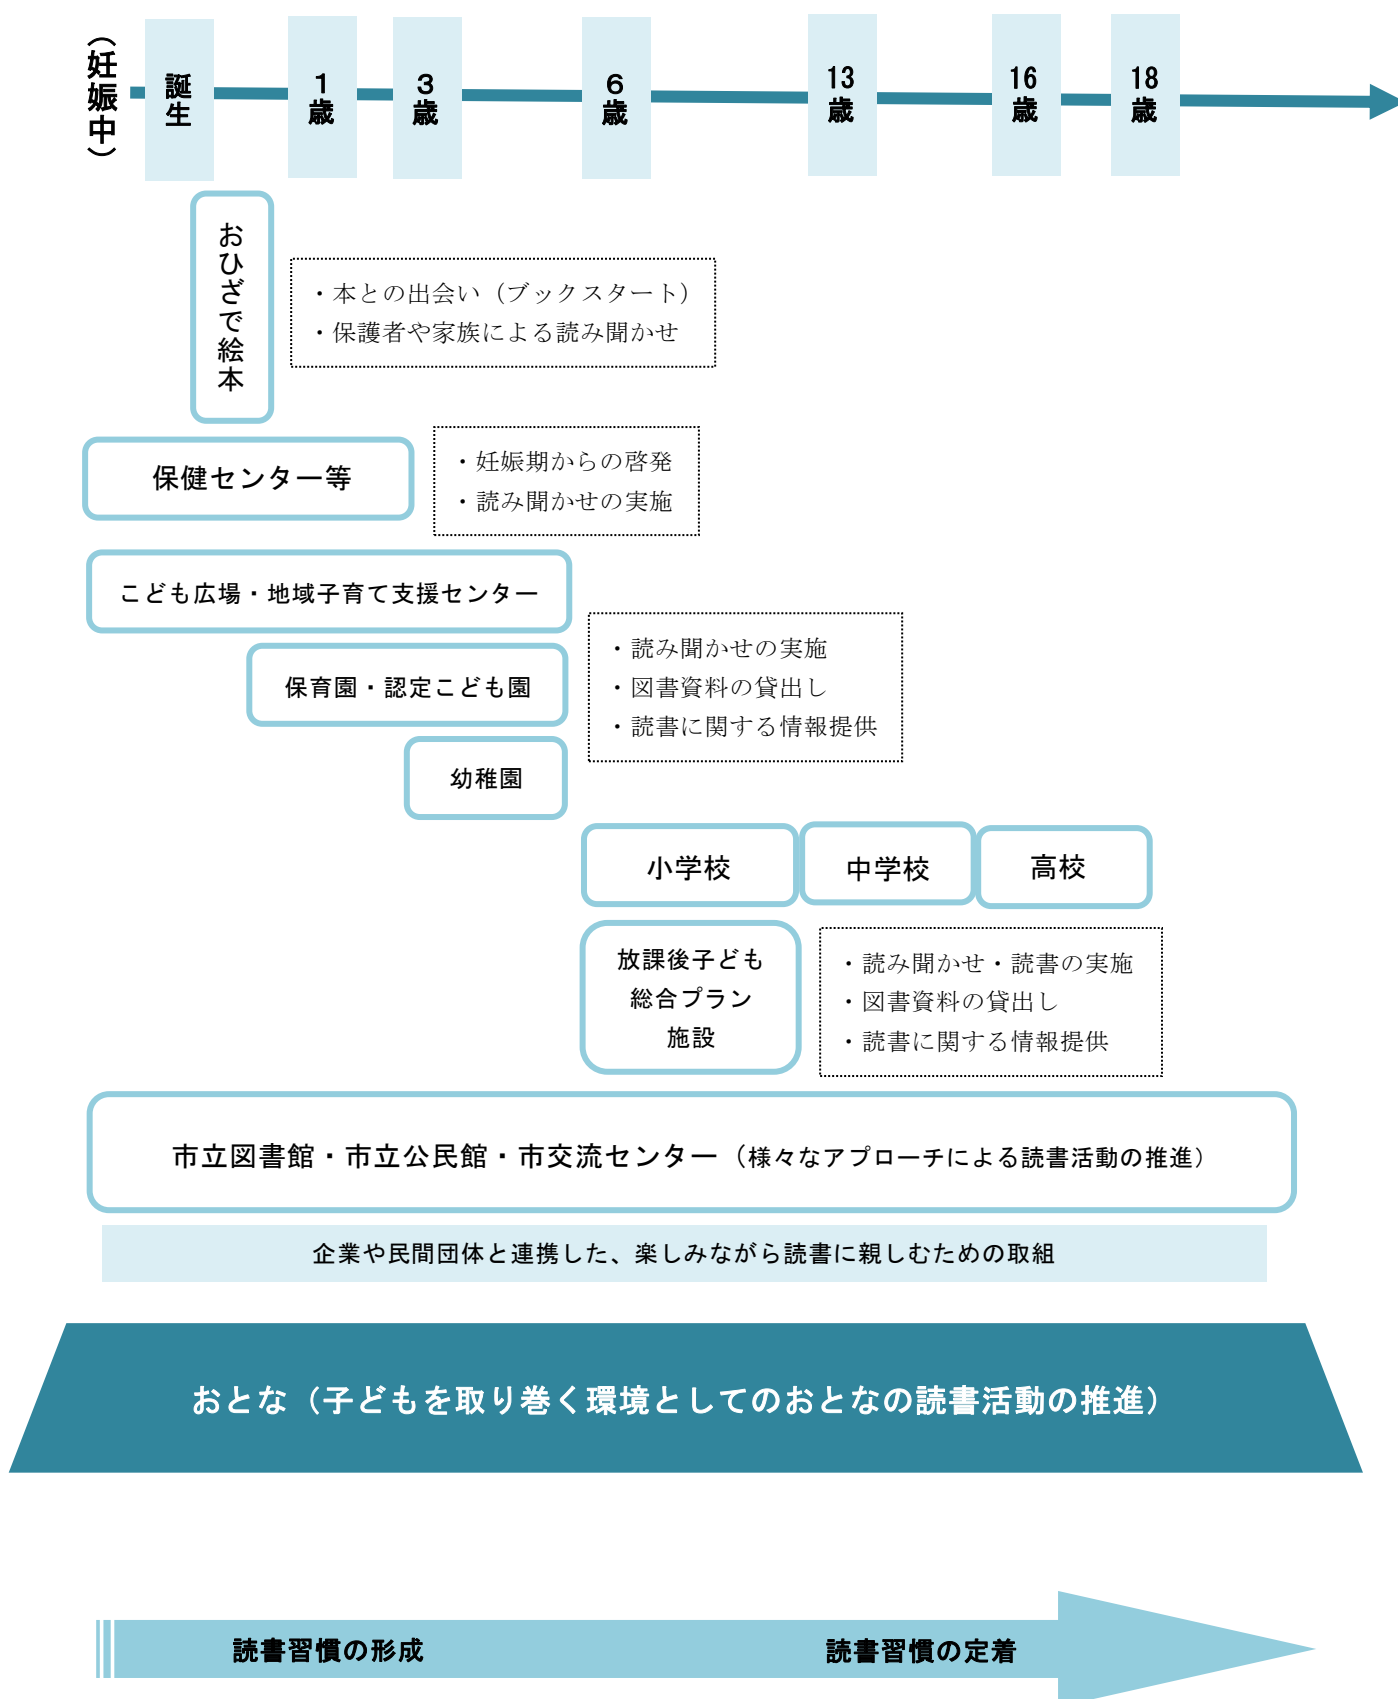 （妊娠中）
誕生
１歳
３歳
６歳
13歳
16歳
18歳
おひざで絵本
・本との出会い（ブックスタート）
・保護者や家族による読み聞かせ
保健センター等
・妊娠期からの啓発
・読み聞かせの実施
こども広場・地域子育て支援センター
保育園・認定こども園
幼稚園
・読み聞かせの実施
・図書資料の貸出し
・読書に関する情報提供
小学校
中学校
高校
放課後子ども
総合プラン
施設
・読み聞かせ・読書の実施
・図書資料の貸出し
・読書に関する情報提供
市立図書館・市立公民館・市交流センター（様々なアプローチによる読書活動の推進）
企業や民間団体と連携した、楽しみながら読書に親しむための取組
おとな（子どもを取り巻く環境としてのおとなの読書活動の推進）
読書習慣の形成
読書習慣の定着